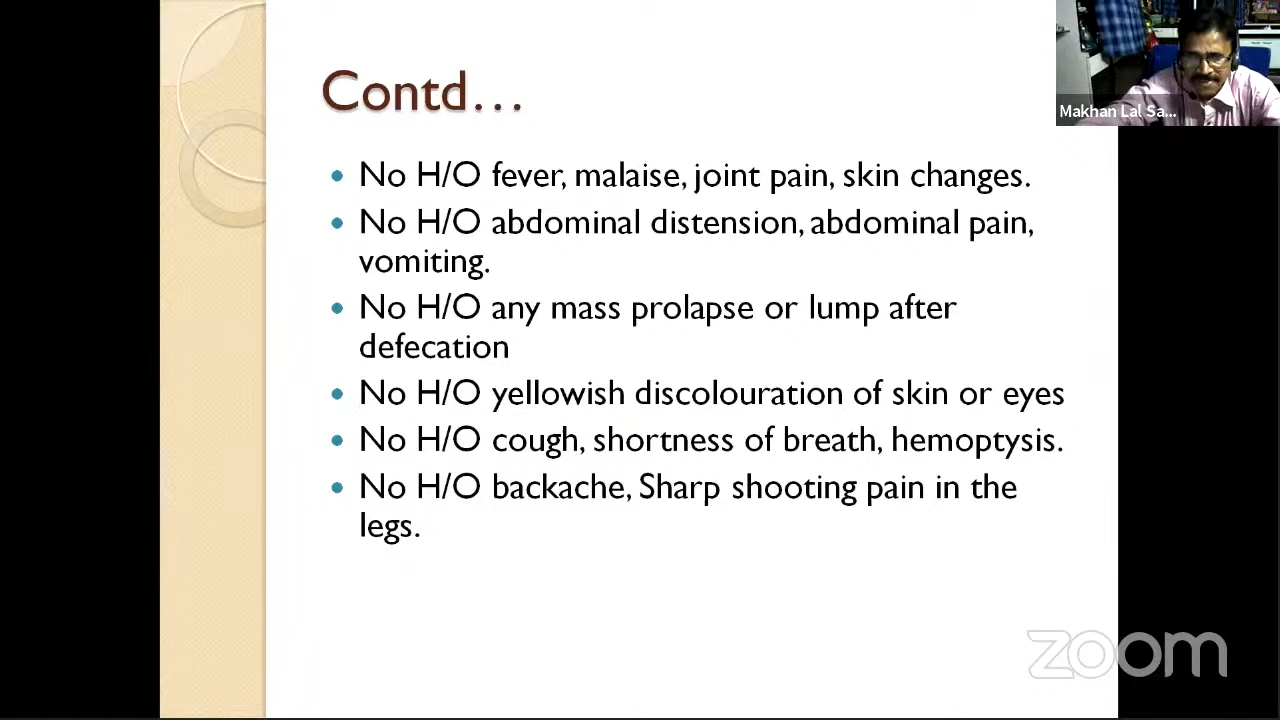 Contd...
Makhan Lal Sa...
No H/O fever, malaise, joint pain, skin changes.
No H/O abdominal distension, abdominal pain,
vomiting.
No H/O any mass prolapse or lump after
defecation
No H/O yellowish discolouration of skin or eyes
No H/O cough, shortness of breath, hemoptysis.
No H/O backache, Sharp shooting pain in the
legs.
zoom